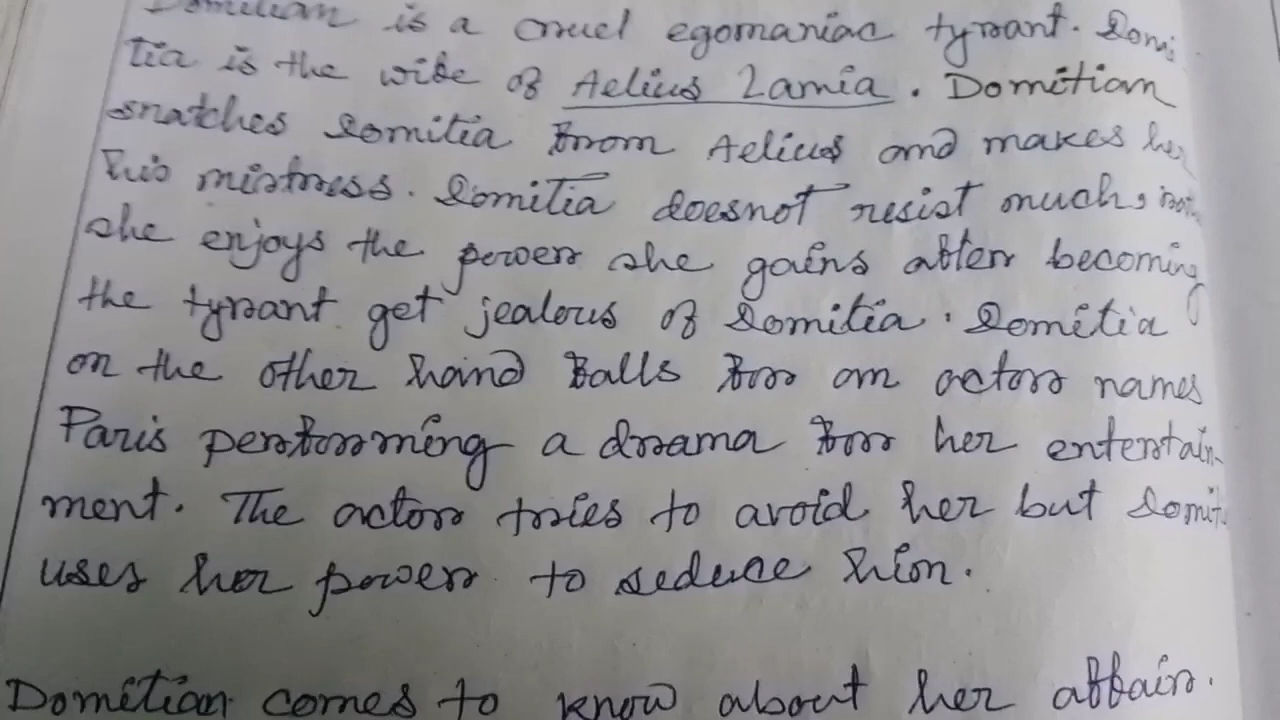 Domitian is a cruel egomaniac tyrant. Domi
tia is the wife of Aelius Lamia. Domitian
snatches Domitia from Aelius and makes her
his mistress. Domitia doesnot resist much,
she enjoys the power she gains after becoming
the tyrant get jealous of Domitia. Domitia
on the other hand falls for an actor names
Paris performing a drama for her entertain-
ment. The actor tries to avoid her but Domit
uses her power to seduce him.
Domitian comes to know about her affair.